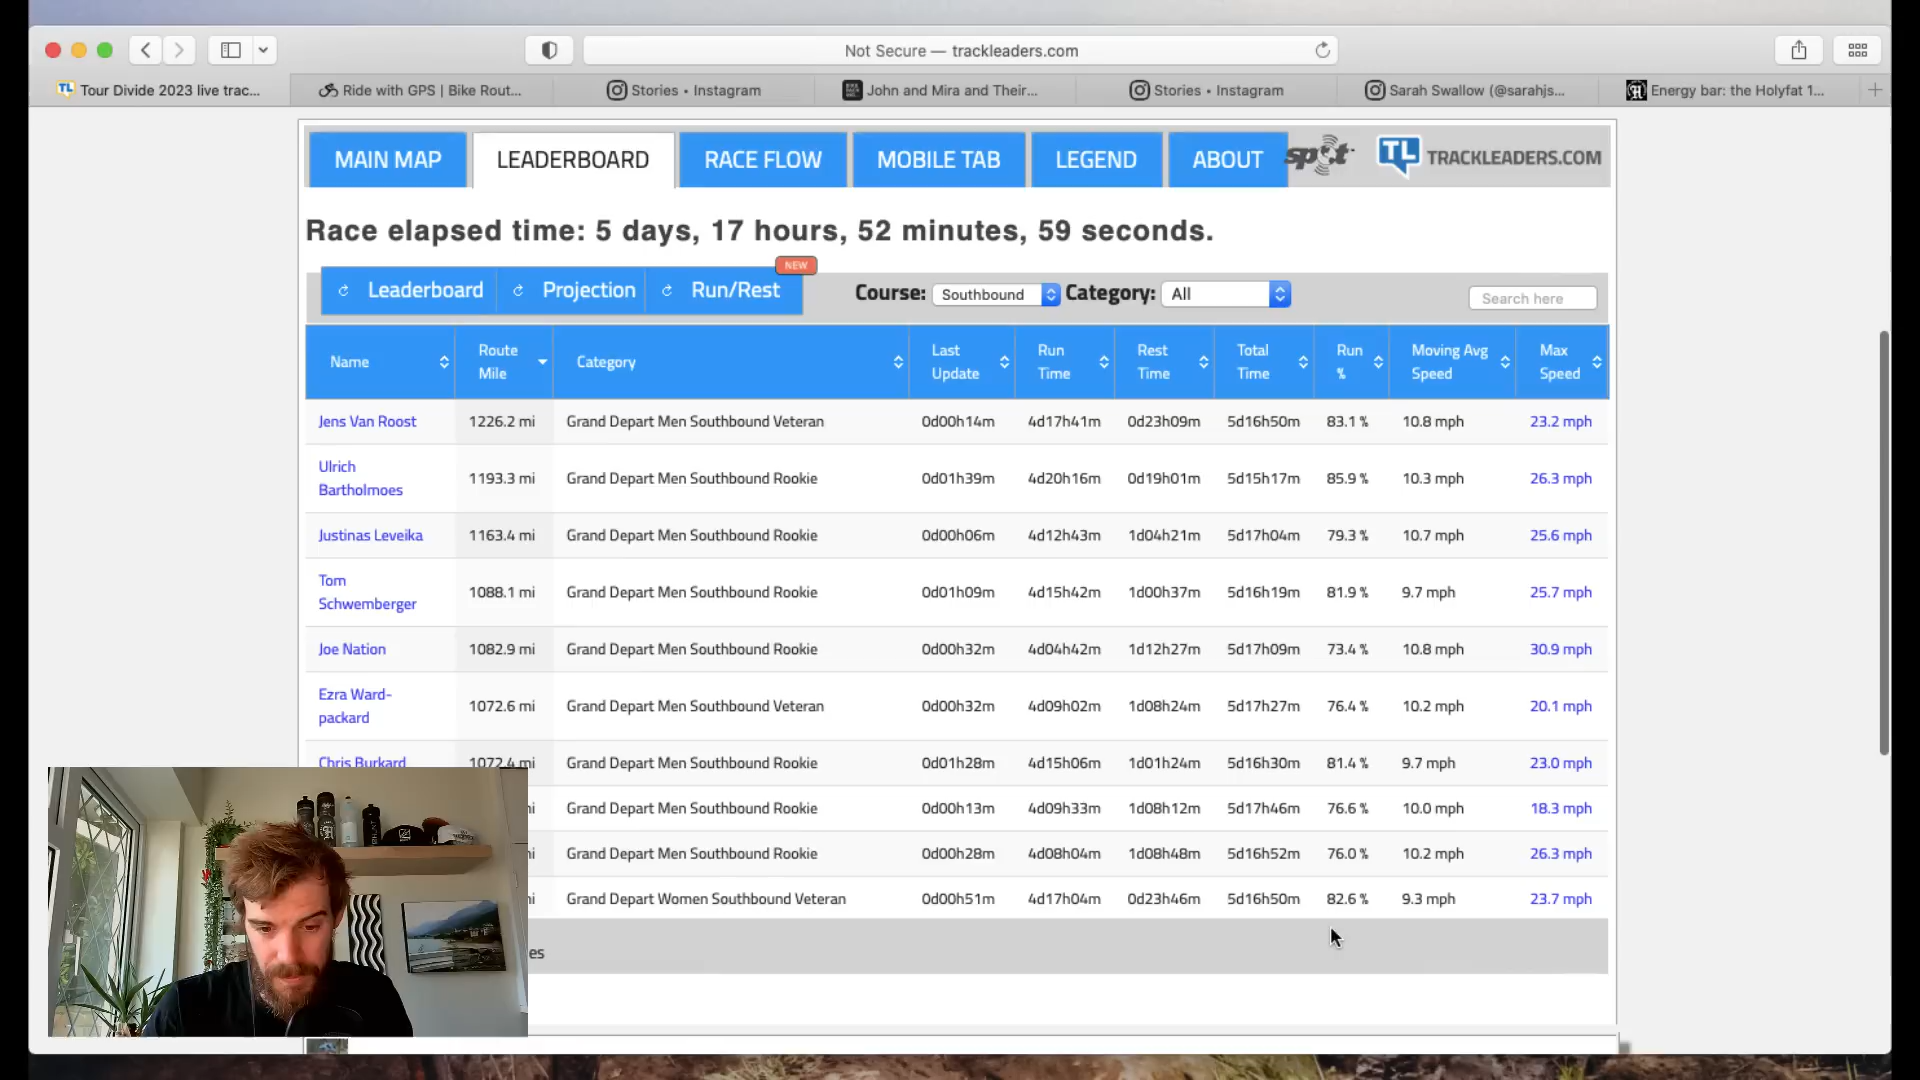 Not Secure — trackleaders.com
TL Tour Divide 2023 live trac...
Ride with GPS | Bike Rout...
Stories • Instagram
John and Mira and Their...
Stories • Instagram
Sarah Swallow (@sarahjs...
Energy bar: the Holyfat 1...
MAIN MAP
LEADERBOARD
RACE FLOW
MOBILE TAB
LEGEND
ABOUT
spot
TL TRACKLEADERS.COM
Race elapsed time: 5 days, 17 hours, 52 minutes, 59 seconds.
NEW
Leaderboard
Projection
Run/Rest
Course: Southbound
Category: All
Search here
Name
Route Mile
Category
Last Update
Run Time
Rest Time
Total Time
Run %
Moving Avg Speed
Max Speed
Jens Van Roost 1226.2 mi Grand Depart Men Southbound Veteran 0d00h14m 4d17h41m 0d23h09m 5d16h50m 83.1 % 10.8 mph 23.2 mph
Ulrich Bartholmoes 1193.3 mi Grand Depart Men Southbound Rookie 0d01h39m 4d20h16m 0d19h01m 5d15h17m 85.9 % 10.3 mph 26.3 mph
Justinas Leveika 1163.4 mi Grand Depart Men Southbound Rookie 0d00h06m 4d12h43m 1d04h21m 5d17h04m 79.3 % 10.7 mph 25.6 mph
Tom Schwemberger 1088.1 mi Grand Depart Men Southbound Rookie 0d01h09m 4d15h42m 1d00h37m 5d16h19m 81.9 % 9.7 mph 25.7 mph
Joe Nation 1082.9 mi Grand Depart Men Southbound Rookie 0d00h32m 4d04h42m 1d12h27m 5d17h09m 73.4 % 10.8 mph 30.9 mph
Ezra Ward-packard 1072.6 mi Grand Depart Men Southbound Veteran 0d00h32m 4d09h02m 1d08h24m 5d17h27m 76.4 % 10.2 mph 20.1 mph
Chris Burkard 1072.4 mi Grand Depart Men Southbound Rookie 0d01h28m 4d15h06m 1d01h24m 5d16h30m 81.4 % 9.7 mph 23.0 mph
Grand Depart Men Southbound Rookie 0d00h13m 4d09h33m 1d08h12m 5d17h46m 76.6 % 10.0 mph 18.3 mph
Grand Depart Men Southbound Rookie 0d00h28m 4d08h04m 1d08h48m 5d16h52m 76.0 % 10.2 mph 26.3 mph
Grand Depart Women Southbound Veteran 0d00h51m 4d17h04m 0d23h46m 5d16h50m 82.6 % 9.3 mph 23.7 mph
es